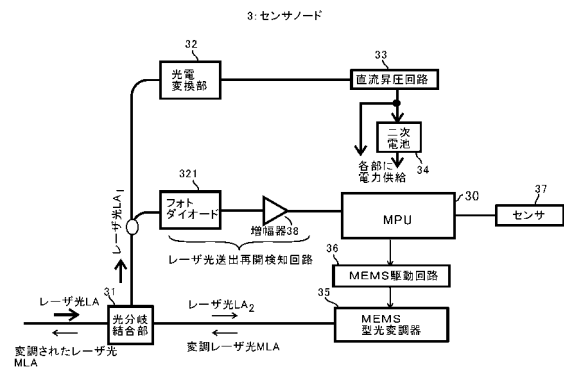 3:センサノード
32
光電
変換部
33
直流昇圧回路
二次
電池
34
各部に
電力供給
321
フォト
ダイオード
増幅器38
レーザ光送出再開検知回路
30
MPU
37
センサ
36
MEMS駆動回路
35
MEMS
型光変調器
レーザ光LA1
31
光分岐
結合部
レーザ光LA
変調されたレーザ光
MLA
レーザ光LA2
変調レーザ光MLA